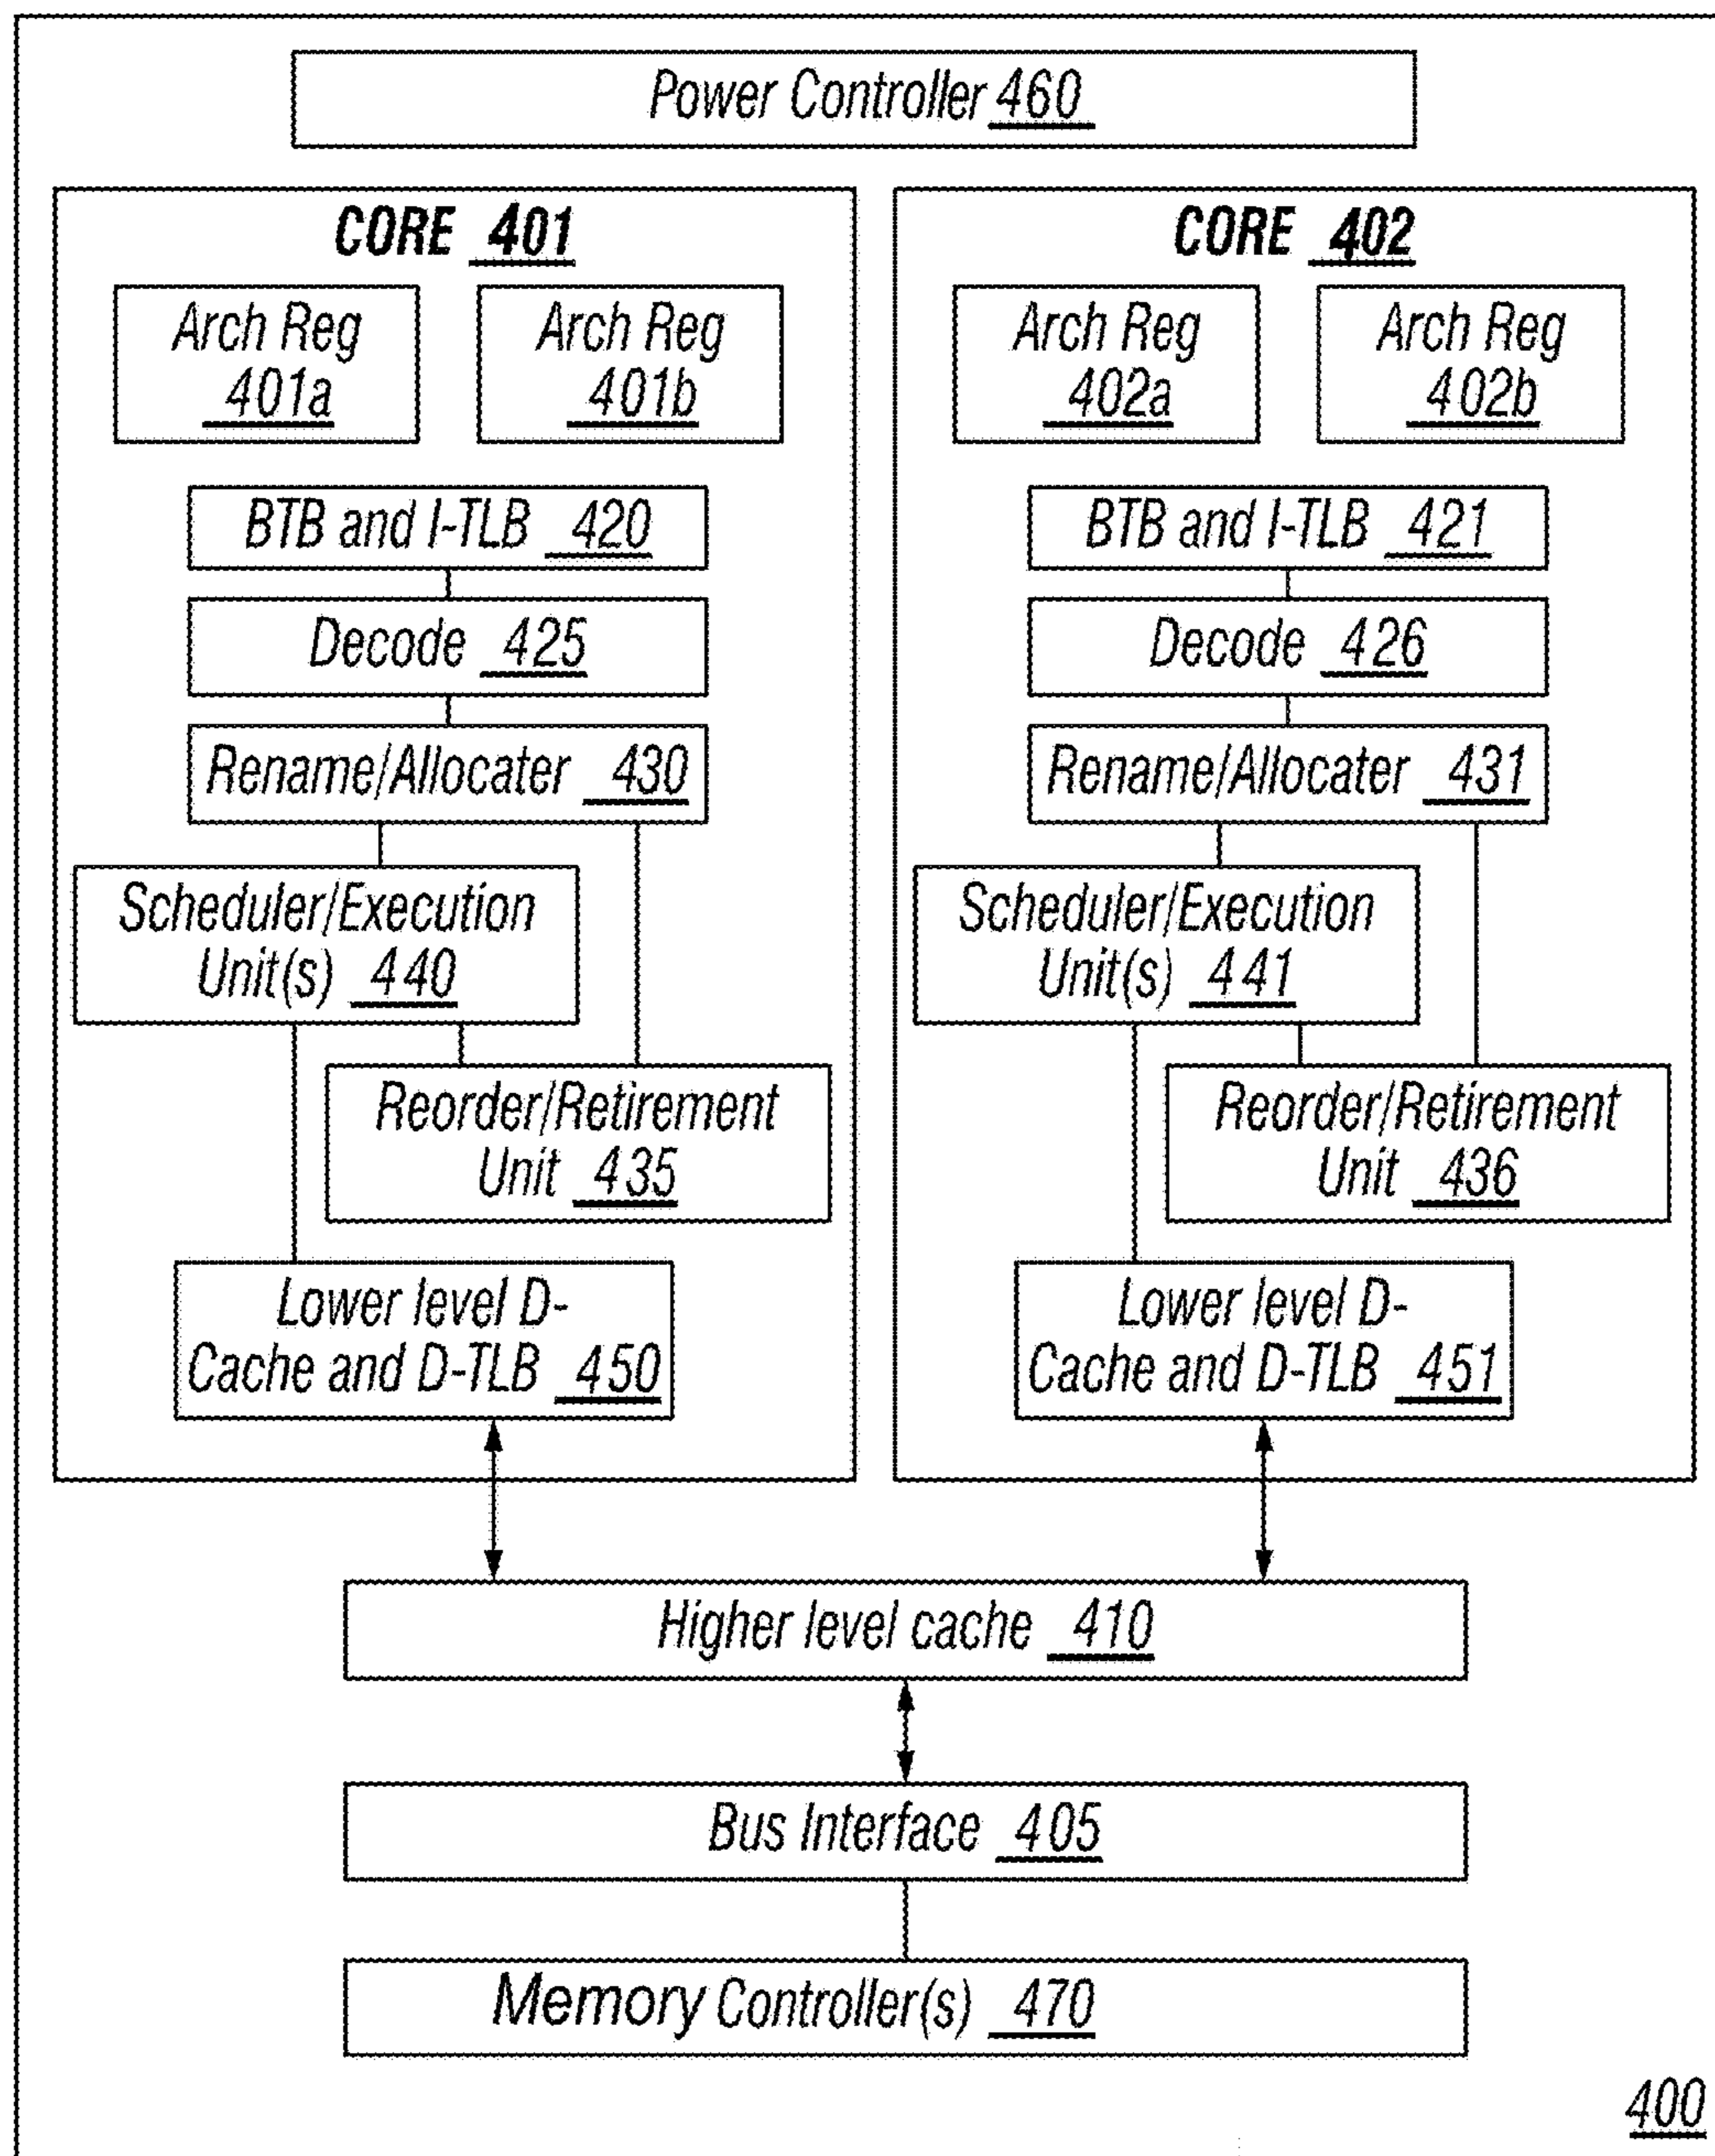 Power Controller 460
CORE 401
Arch Reg
401a
Arch Reg
401b
BTB and I-TLB 420
Decode 425
Rename/Allocater 430
Scheduler/Execution
Unit(s) 440
Reorder/Retirement
Unit 435
Lower level D-
Cache and D-TLB 450
CORE 402
Arch Reg
402a
Arch Reg
402b
BTB and I-TLB 421
Decode 426
Rename/Allocater 431
Scheduler/Execution
Unit(s) 441
Reorder/Retirement
Unit 436
Lower level D-
Cache and D-TLB 451
Higher level cache 410
Bus Interface 405
Memory Controller(s) 470
400